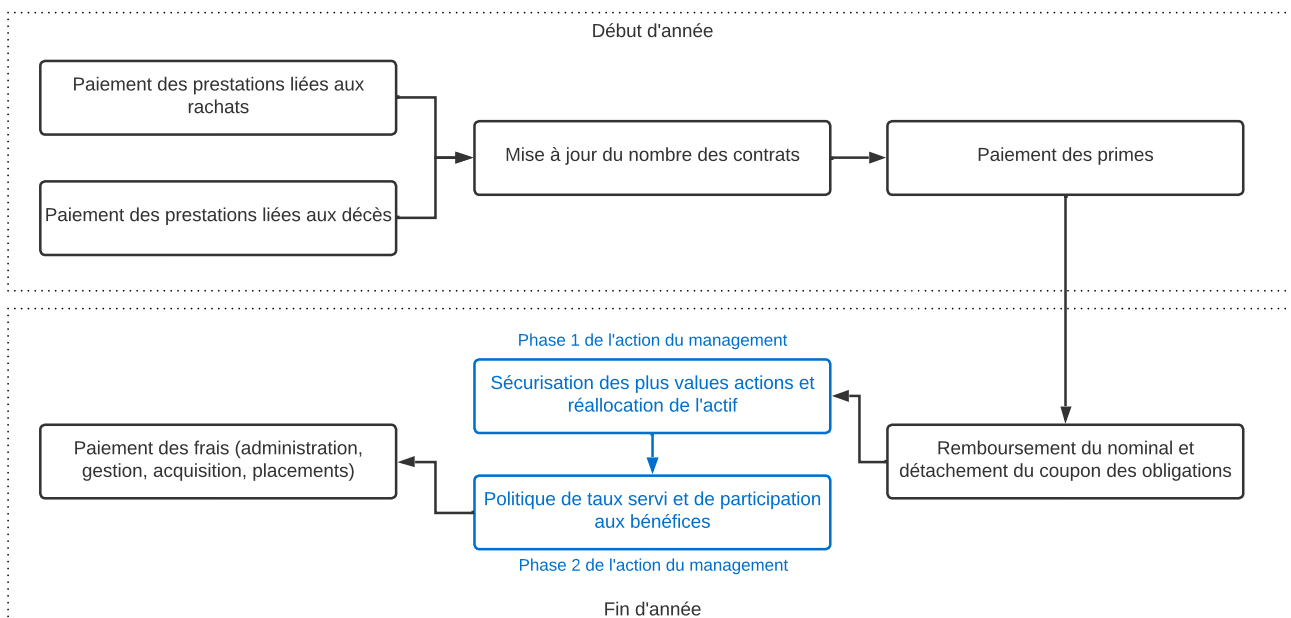 Début d'année
Paiement des prestations liées aux
rachats
Paiement des prestations liées aux décès
Mise à jour du nombre des contrats
Paiement des primes
Remboursement du nominal et
détachement du coupon des obligations
Phase 1 de l'action du management
Sécurisation des plus values actions et
réallocation de l'actif
Politique de taux servi et de participation
aux bénéfices
Phase 2 de l'action du management
Paiement des frais (administration,
gestion, acquisition, placements)
Fin d'année